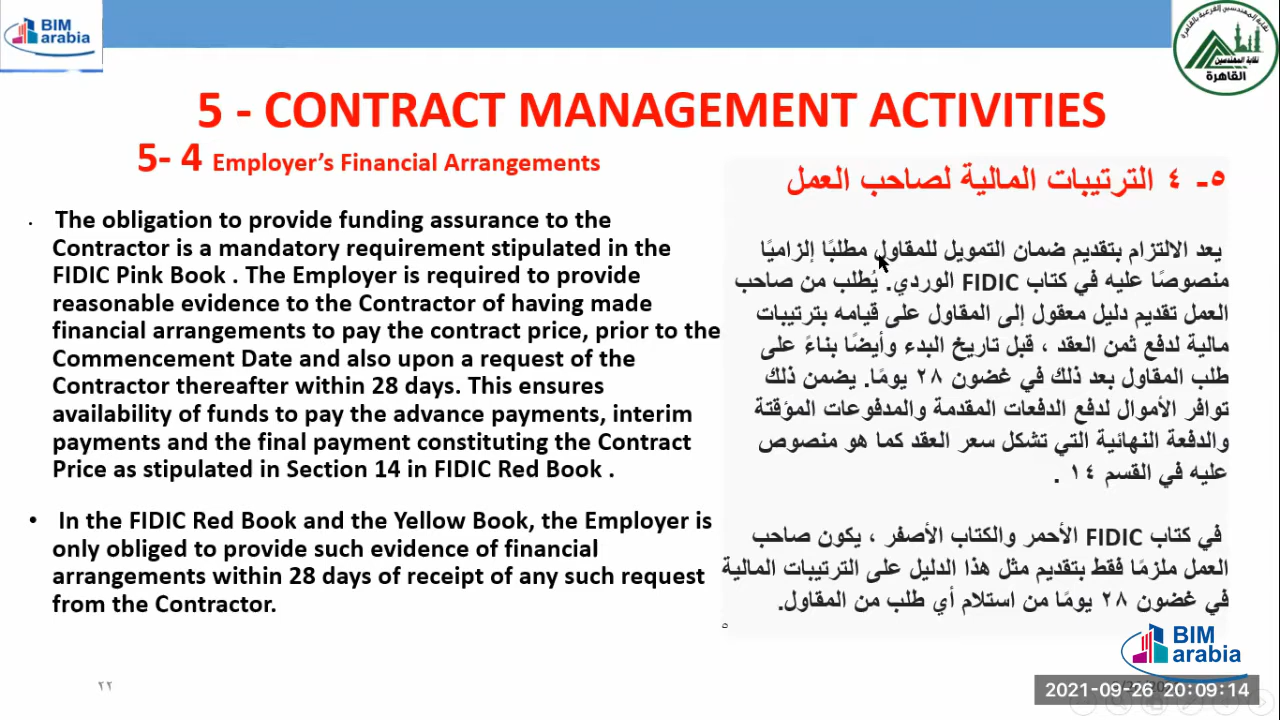 BIM
arabia
نقابة المهندسين الفرعية بالقاهرة
نقابة المهندسين
القاهرة
5 - CONTRACT MANAGEMENT ACTIVITIES
5- 4 Employer’s Financial Arrangements
• The obligation to provide funding assurance to the
Contractor is a mandatory requirement stipulated in the
FIDIC Pink Book . The Employer is required to provide
reasonable evidence to the Contractor of having made
financial arrangements to pay the contract price, prior to the
Commencement Date and also upon a request of the
Contractor thereafter within 28 days. This ensures
availability of funds to pay the advance payments, interim
payments and the final payment constituting the Contract
Price as stipulated in Section 14 in FIDIC Red Book .
• In the FIDIC Red Book and the Yellow Book, the Employer is
only obliged to provide such evidence of financial
arrangements within 28 days of receipt of any such request
from the Contractor.
٥- ٤ الترتيبات المالية لصاحب العمل
يعد الالتزام بتقديم ضمان التمويل للمقاول مطلبًا إلزاميًا
منصوصًا عليه في كتاب FIDIC الوردي. يُطلب من صاحب
العمل تقديم دليل معقول إلى المقاول على قيامه بترتيبات
مالية لدفع ثمن العقد ، قبل تاريخ البدء وأيضًا بناءً على
طلب المقاول بعد ذلك في غضون ٢٨ يومًا. يضمن ذلك
توافر الأموال لدفع الدفعات المقدمة والمدفوعات المؤقتة
والدفعة النهائية التي تشكل سعر العقد كما هو منصوص
عليه في القسم ١٤ .
في كتاب FIDIC الأحمر والكتاب الأصفر ، يكون صاحب
العمل ملزمًا فقط بتقديم مثل هذا الدليل على الترتيبات المالية
في غضون ٢٨ يومًا من استلام أي طلب من المقاول.
BIM
arabia
٢٢
2021-09-26 20:09:14